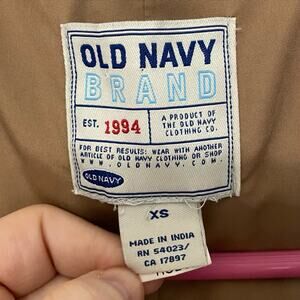 OLD NAVY
BRAND
EST. 1994
A PRODUCT OF
THE OLD NAVY
CLOTHING CO.
FOR BEST RESULTS: WEAR WITH ANOTHER
ARTICLE OF OLD NAVY CLOTHING OR SHOP
WWW.OLDNAVY.COM.
OLD NAVY
XS
MADE IN INDIA
RN 54023/
CA 17897